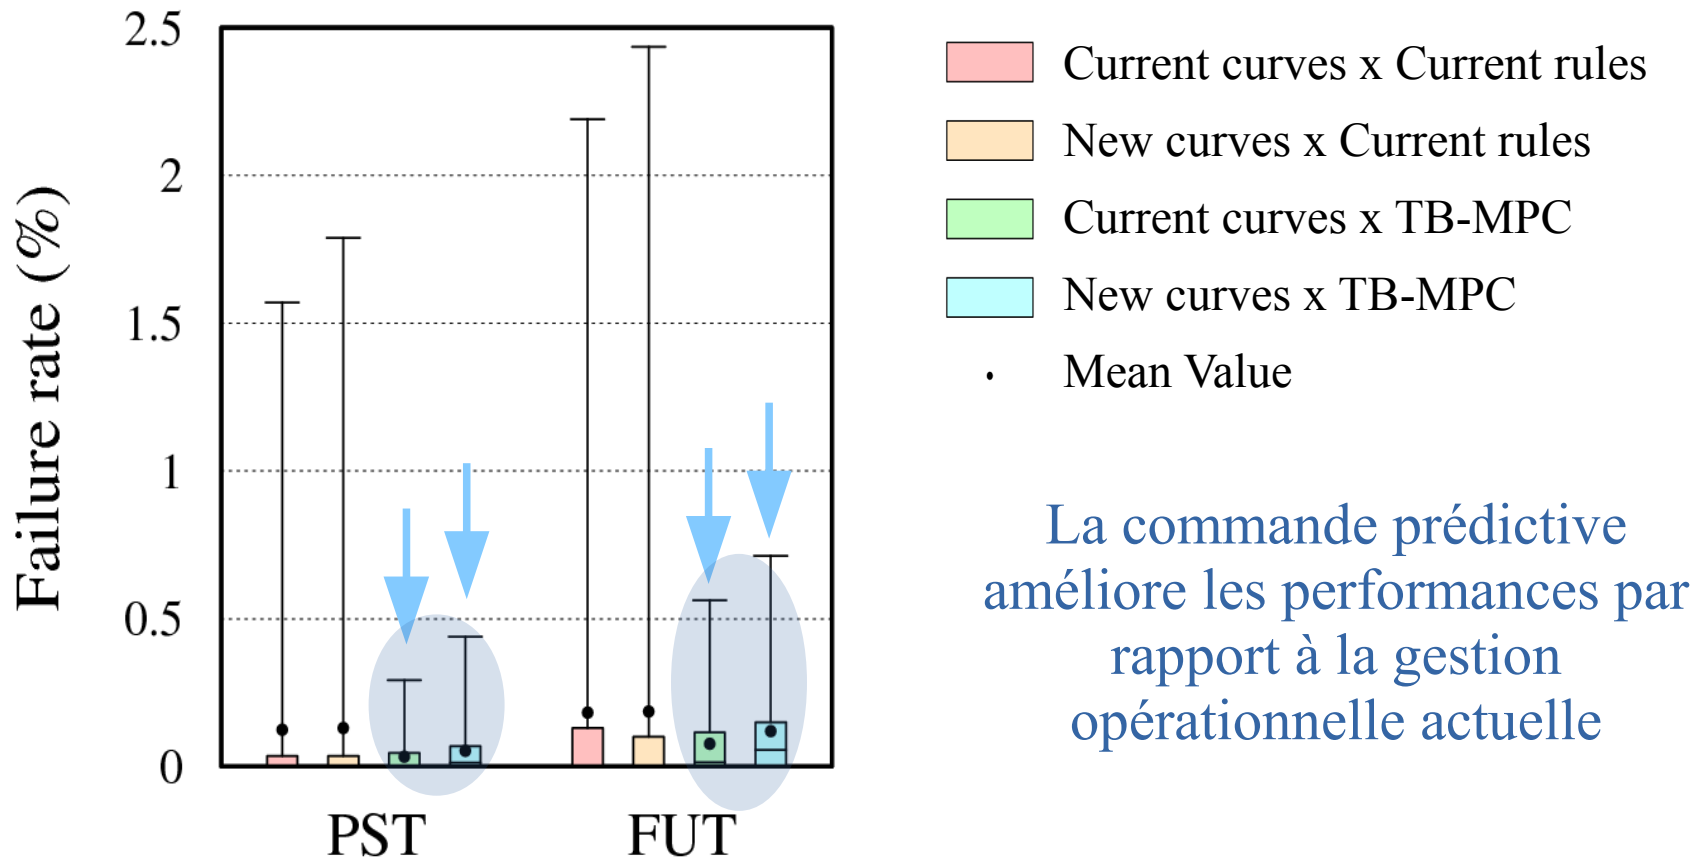 Failure rate (%)
2.5
2
1.5
1
0.5
0
PST
FUT
Current curves x Current rules
New curves x Current rules
Current curves x TB-MPC
New curves x TB-MPC
Mean Value
La commande prédictive
améliore les performances par
rapport à la gestion
opérationnelle actuelle